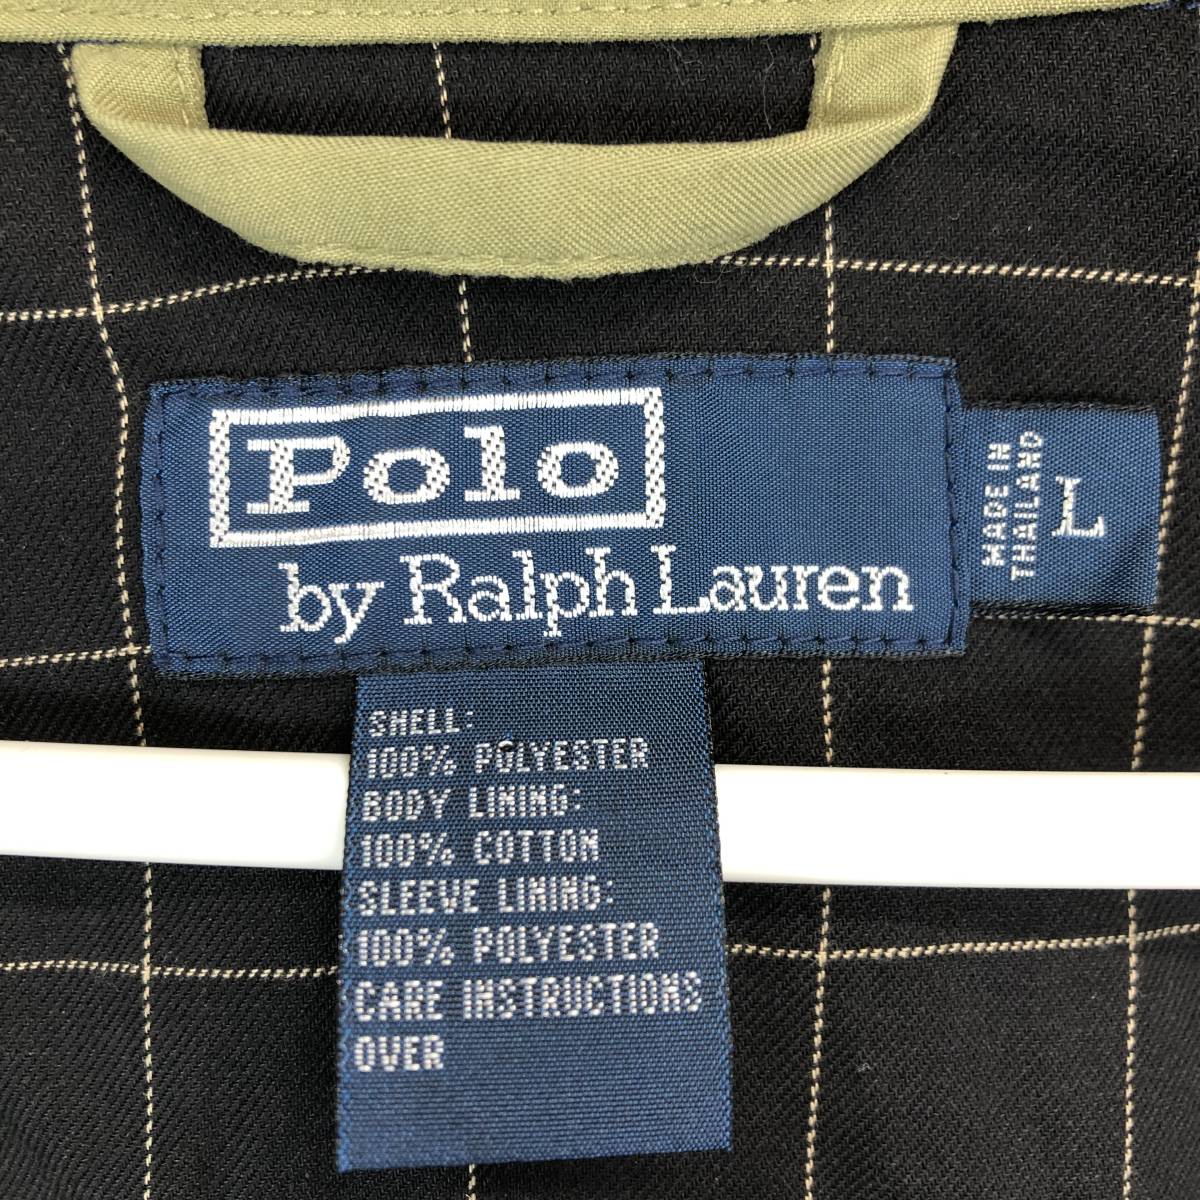 Polo
by Ralph Lauren
MADE IN
THAILAND
L
SHELL:
100% POLYESTER
BODY LINING:
100% COTTON
SLEEVE LINING:
100% POLYESTER
CARE INSTRUCTIONS
OVER